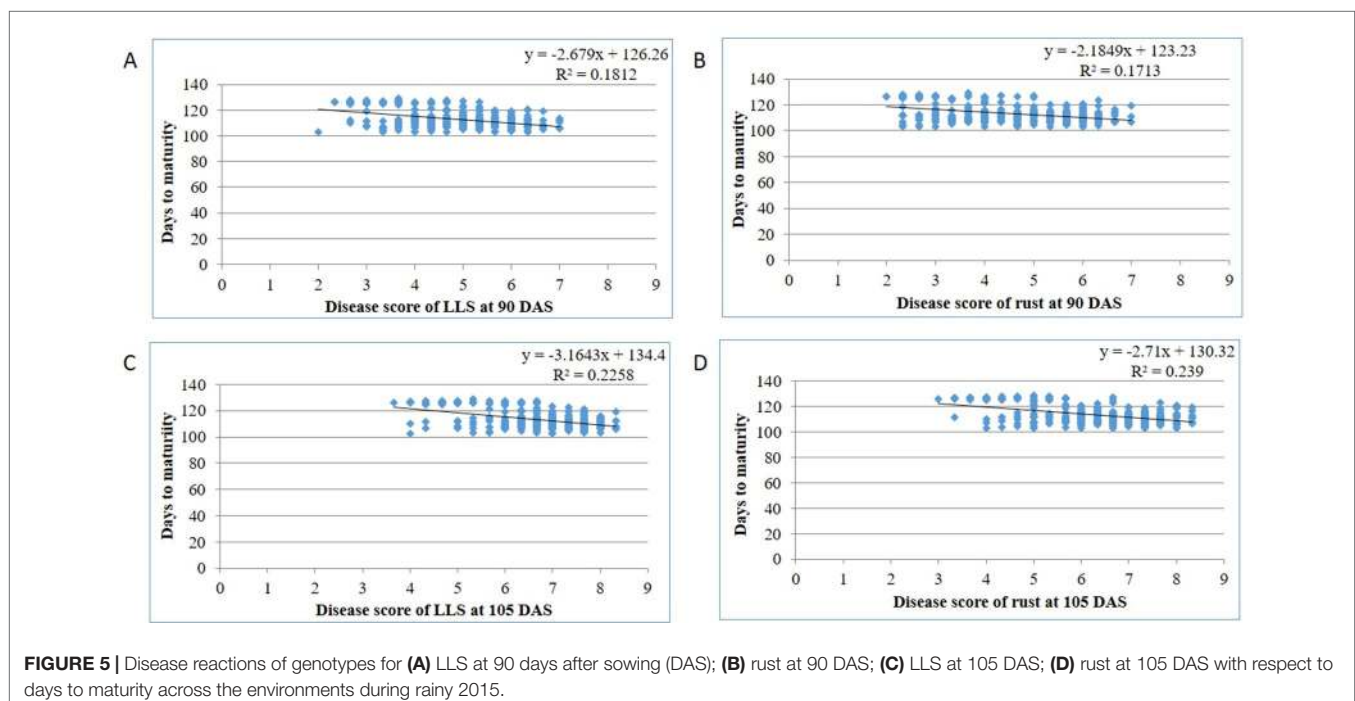 A
y = -2.679x + 126.26
R² = 0.1812
Days to maturity
140
120
100
80
60
40
20
0
0 1 2 3 4 5 6 7 8 9
Disease score of LLS at 90 DAS
B
y = -2.1849x + 123.23
R² = 0.1713
Days to maurity
140
120
100
80
60
40
20
0
0 1 2 3 4 5 6 7 8 9
Disease score of rust at 90 DAS
C
y = -3.1643x + 134.4
R² = 0.2258
Days to maturity
140
120
100
80
60
40
20
0
0 1 2 3 4 5 6 7 8 9
Disease score of LLS at 105 DAS
D
y = -2.71x + 130.32
R² = 0.239
Days to maturity
140
120
100
80
60
40
20
0
0 1 2 3 4 5 6 7 8 9
Disease score of rust at 105 DAS
FIGURE 5 | Disease reactions of genotypes for (A) LLS at 90 days after sowing (DAS); (B) rust at 90 DAS; (C) LLS at 105 DAS; (D) rust at 105 DAS with respect to
days to maturity across the environments during rainy 2015.